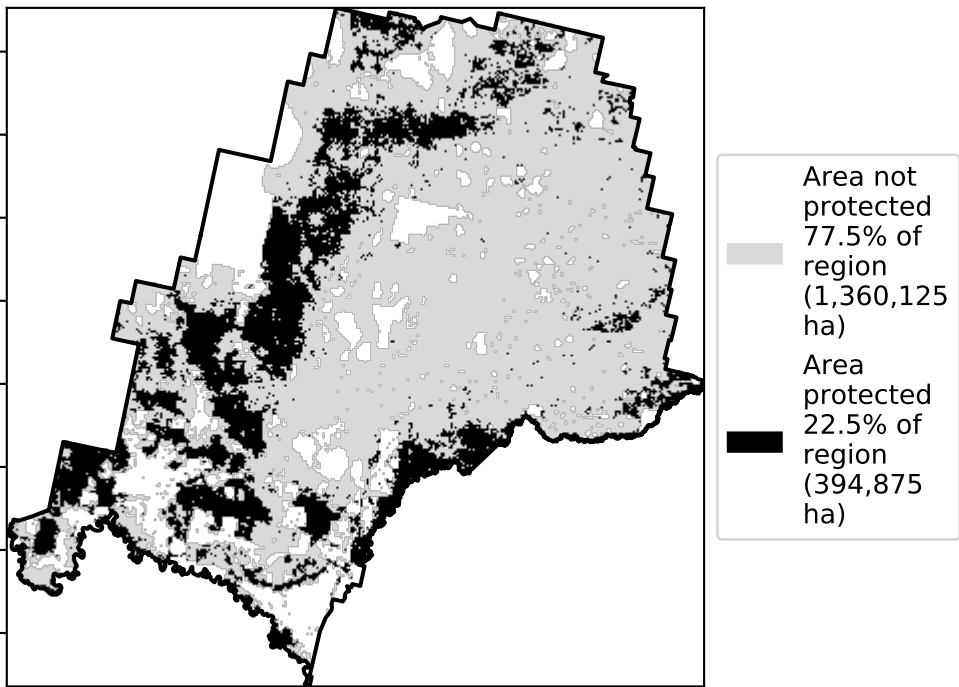 Area not
protected
77.5% of
region
(1,360,125
ha)
Area
protected
22.5% of
region
(394,875
ha)